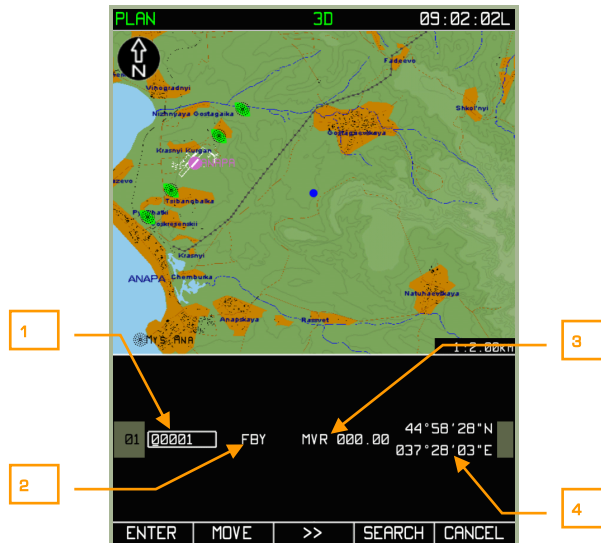 PLAN 3D 09:02:02L
N
Fadeevo
Vinogradnyi
Shkol'nyi
Nizhnyaya Gostagaika
Gostagaevskaya
Krasnyi Kurgan
Tsibanobalka
Krasnyi
ANAPA Chembulka
Natuhaevskaya
Anapskaya Rassvet
MYS ANA
1:2.00KM
1
3
01 00001 FBY MVR 000.00 44°58'28"N
037°28'03"E
2
4
ENTER MOVE >> SEARCH CANCEL